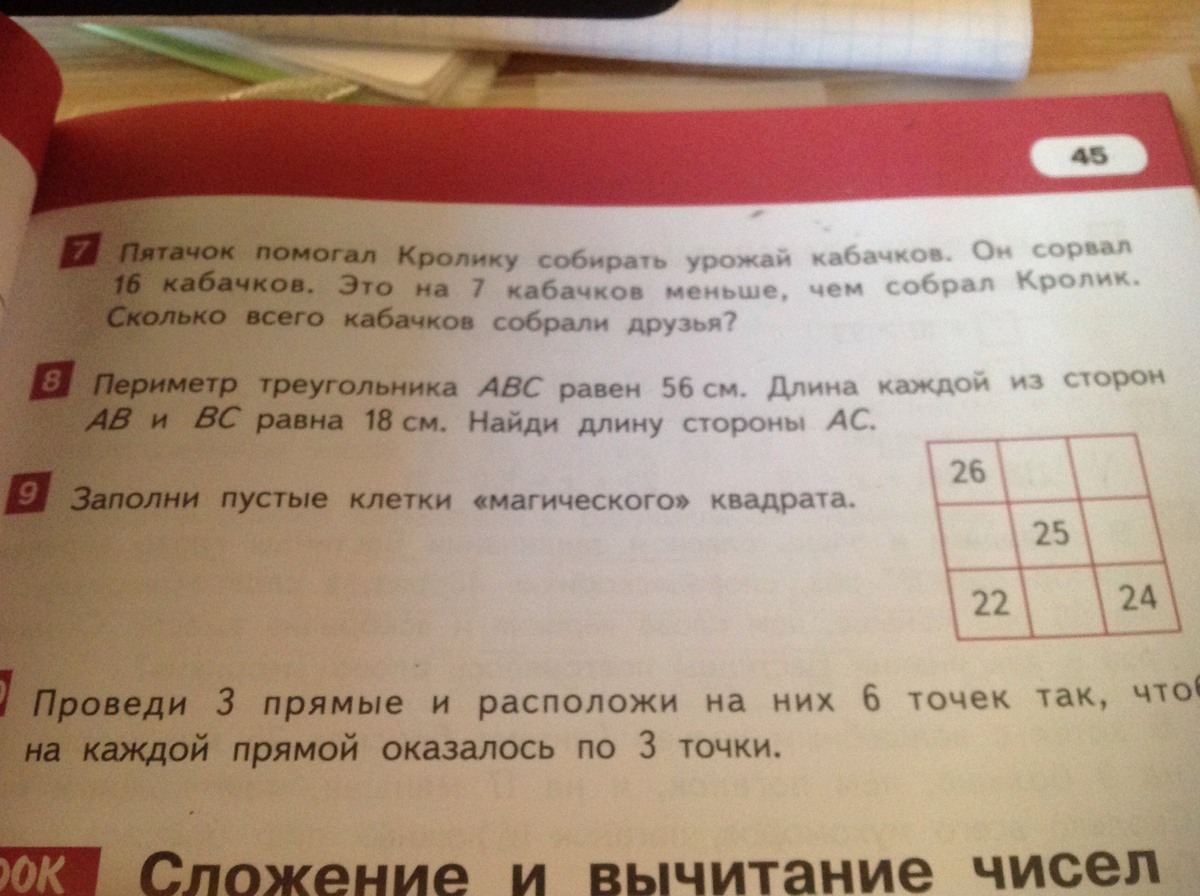 45
7 Пятачок помогал Кролику собирать урожай кабачков. Он сорвал
16 кабачков. Это на 7 кабачков меньше, чем собрал Кролик.
Сколько всего кабачков собрали друзья?
8 Периметр треугольника ABC равен 56 см. Длина каждой из сторон
AB и BC равна 18 см. Найди длину стороны AC.
9 Заполни пустые клетки «магического» квадрата.
26
25
22 24
Проведи 3 прямые и расположи на них 6 точек так, чтоб
на каждой прямой оказалось по 3 точки.
РОК Сложение и вычитание чисел